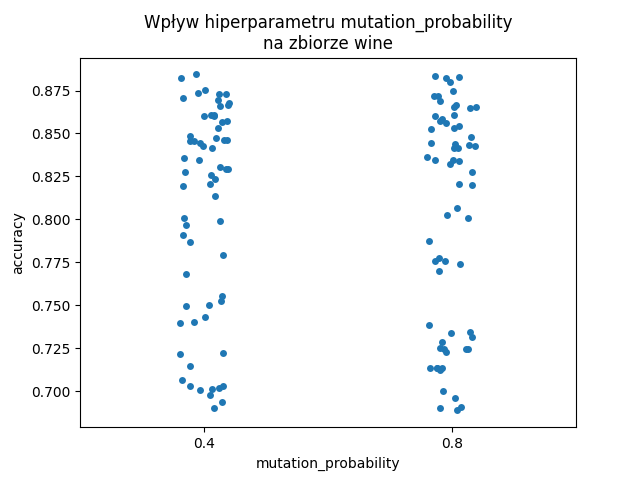 Wpływ hiperparametru mutation_probability
na zbiorze wine
accuracy
0.875
0.850
0.825
0.800
0.775
0.750
0.725
0.700
0.4
0.8
mutation_probability